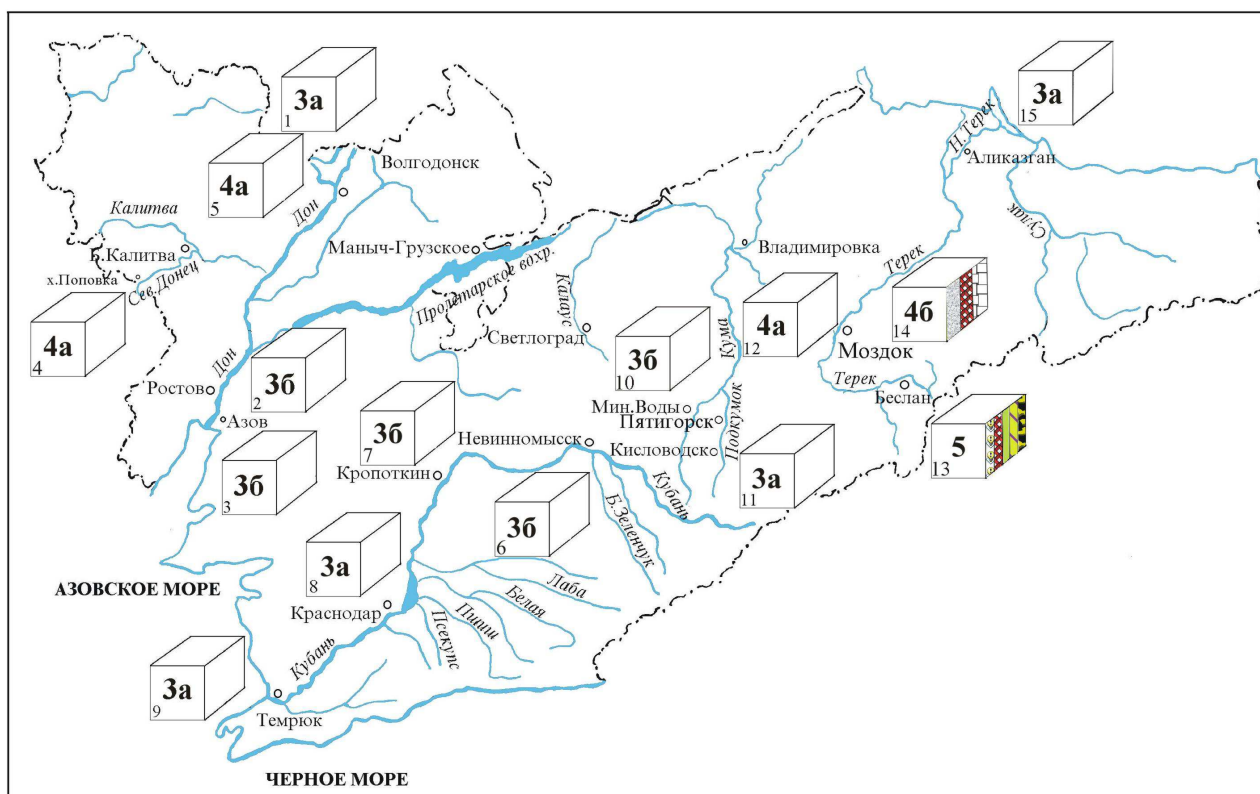 3а
1
3а
15
Н.Терек
Аликазган
Волгодонск
4а
5
Дон
Калитва
Сулак
Б.Калитва
Маныч-Грузское
Владимировка
х.Поповка
Сев.Донец
Терек
Пролетарское вдхр.
4а
4
Калаус
Светлоград
Кума
4а
12
4б
14
Моздок
Дон
3б
2
3б
10
Терек
Беслан
Ростов
Азов
Мин.Воды
Пятигорск
Подкумок
3б
7
Невинномысск
Кисловодск
Кропоткин
3б
3
3а
11
5
13
Кубань
Б.Зеленчук
3б
6
3а
8
АЗОВСКОЕ МОРЕ
Лаба
Краснодар
Белая
Пшиш
Псекупс
Кубань
3а
9
Темрюк
ЧЕРНОЕ МОРЕ